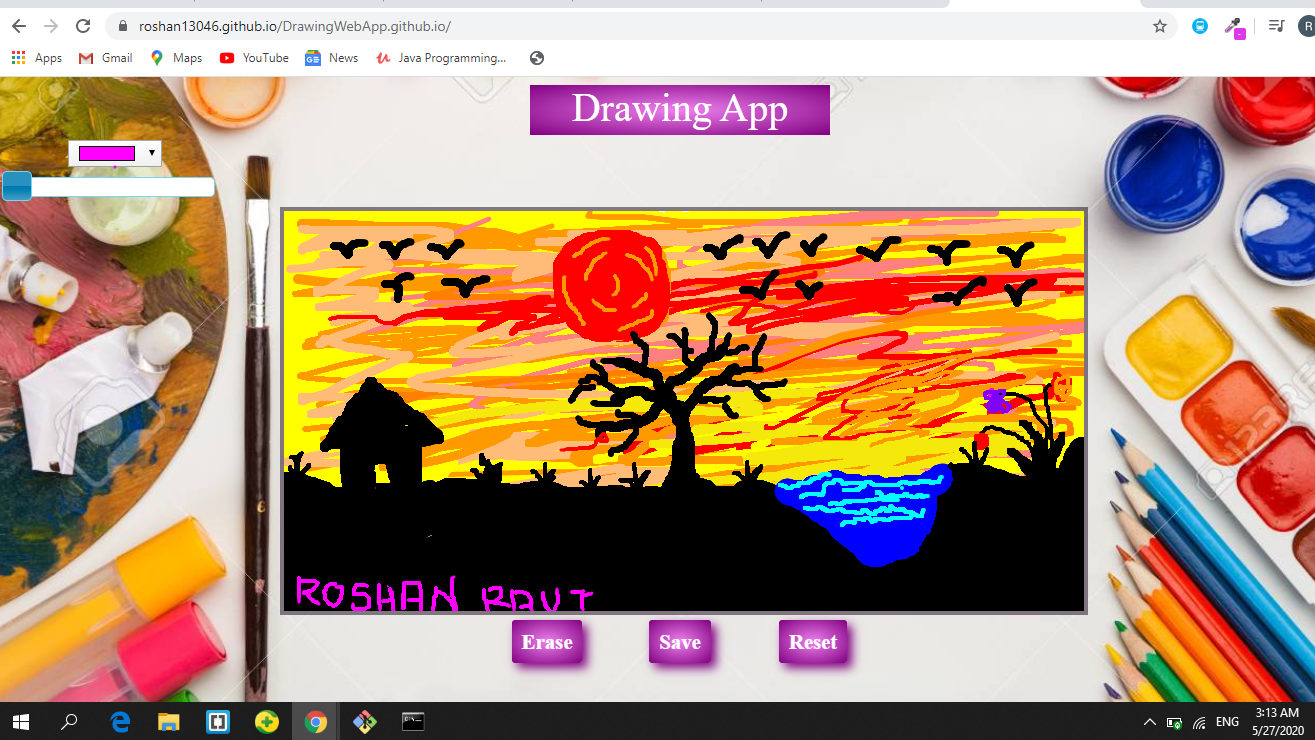 roshan13046.github.io/DrawingWebApp.github.io/
R
Apps Gmail Maps YouTube News Java Programming...
Drawing App
ROSHAN RAUT
Erase Save Reset
ENG
3:13 AM
5/27/2020